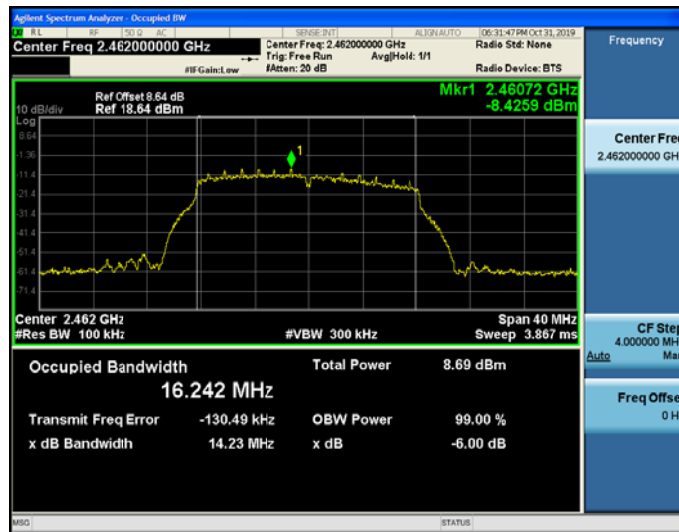 Agilent Spectrum Analyzer - Occupied BW
RL RF 50 Ω AC SENSE:INT ALIGN AUTO 06:31:47 PM Oct 31, 2019
Center Freq 2.462000000 GHz
Center Freq: 2.462000000 GHz
Radio Std: None
Trig: Free Run Avg|Hold: 1/1
#IFGain:Low
#Atten: 20 dB
Radio Device: BTS
Frequency
Ref Offset 8.64 dB
Ref 18.64 dBm
Mkr1 2.46072 GHz
-8.4259 dBm
10 dB/div
Log
8.64
-1.36
-11.4
-21.4
-31.4
-41.4
-51.4
-61.4
-71.4
1
Center 2.462 GHz
Span 40 MHz
#Res BW 100 kHz
#VBW 300 kHz
Sweep 3.867 ms
Occupied Bandwidth
16.242 MHz
Total Power 8.69 dBm
Transmit Freq Error -130.49 kHz
OBW Power 99.00 %
x dB Bandwidth 14.23 MHz
x dB -6.00 dB
Center Fre
2.462000000 GH
CF Step
4.000000 MH
Auto Ma
Freq Offse
0 H
MSG
STATUS